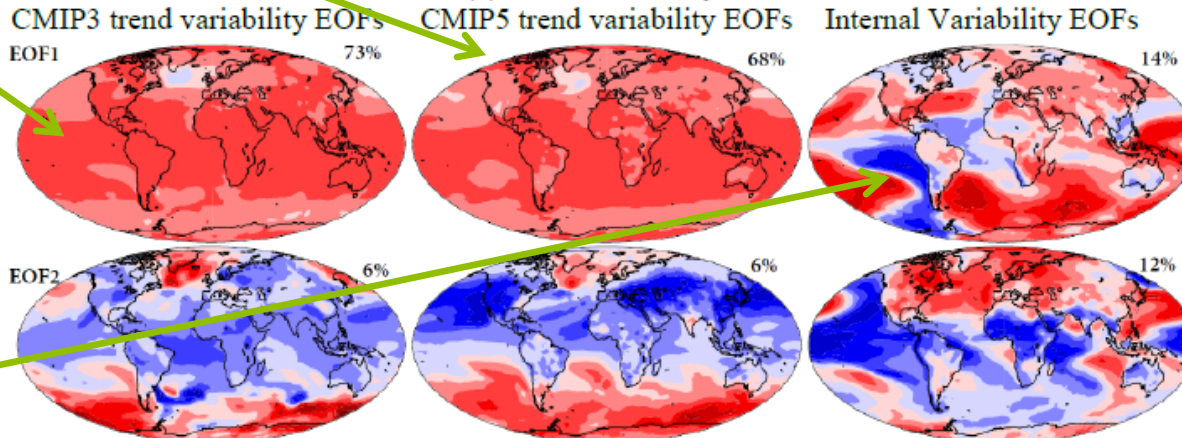 CMIP3 trend variability EOFs CMIP5 trend variability EOFs Internal Variability EOFs
EOF1 73% 68% 14%
EOF2 6% 6% 12%